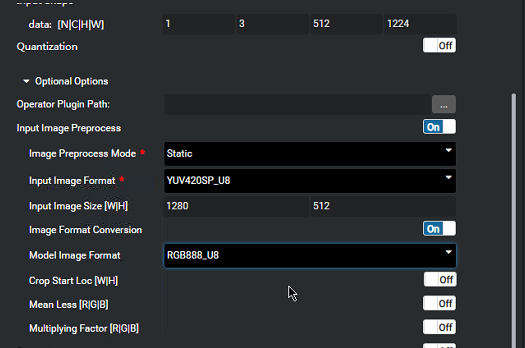 data: [N|C|H|W] 1 3 512 1224
Quantization Off
Optional Options
Operator Plugin Path: ...
Input Image Preprocess On
Image Preprocess Mode * Static
Input Image Format * YUV420SP_U8
Input Image Size [W|H] 1280 512
Image Format Conversion On
Model Image Format RGB888_U8
Crop Start Loc [W|H] Off
Mean Less [R|G|B] Off
Multiplying Factor [R|G|B] Off